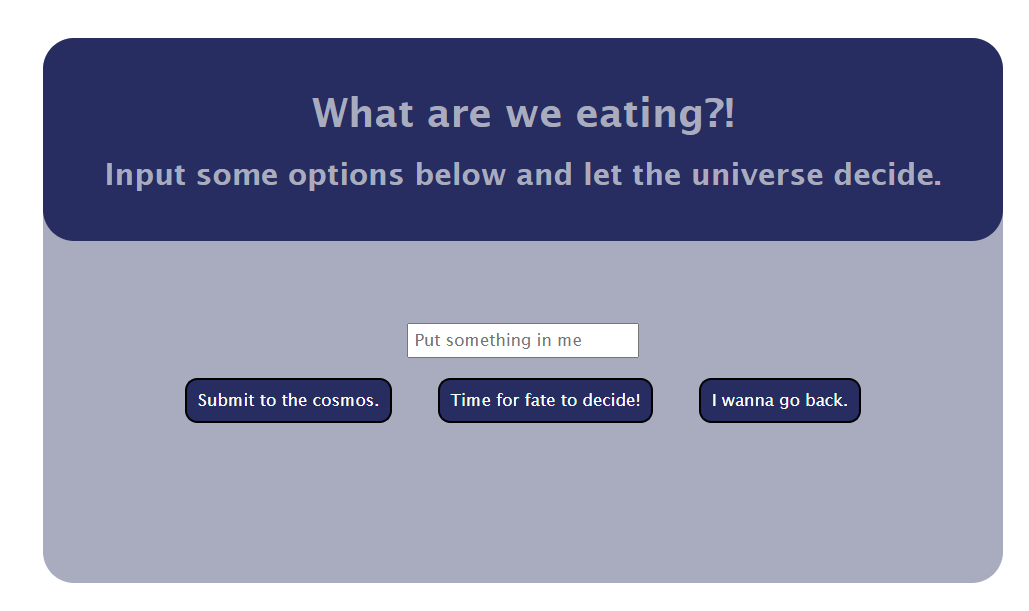 What are we eating?!
Input some options below and let the universe decide.
Put something in me
Submit to the cosmos.
Time for fate to decide!
I wanna go back.